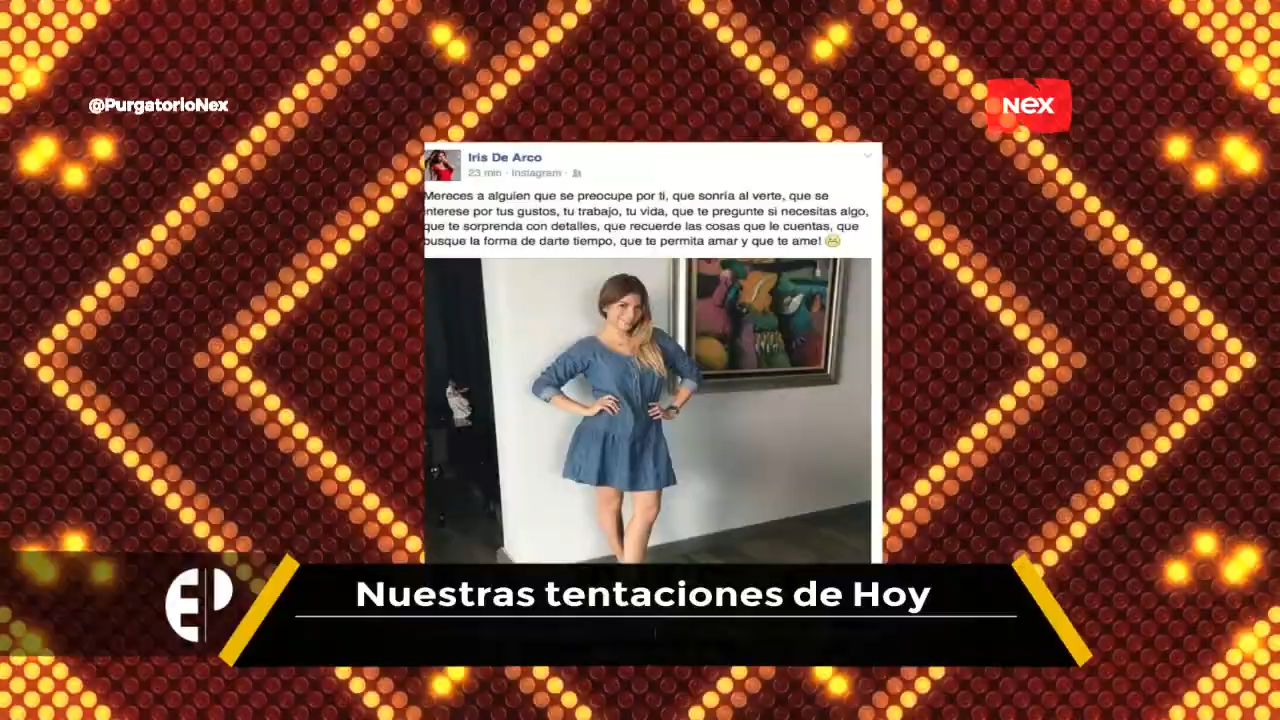 @PurgatorioNex
NEX
Iris De Arco
23 min · Instagram ·
Mereces a alguien que se preocupe por ti, que sonría al verte, que se
interese por tus gustos, tu trabajo, tu vida, que te pregunte si necesitas algo,
que te sorprenda con detalles, que recuerde las cosas que le cuentas, que
busque la forma de darte tiempo, que te permita amar y que te ame!
EP
Nuestras tentaciones de Hoy